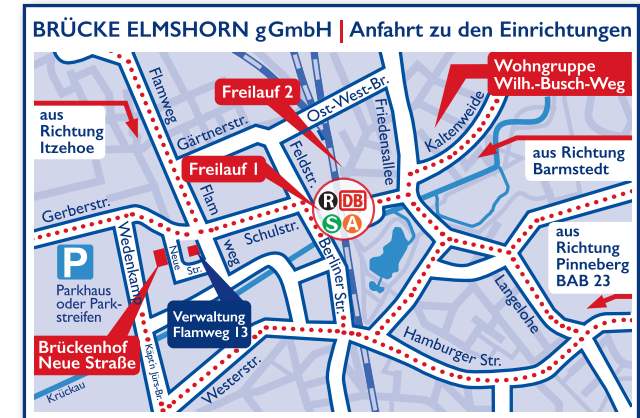 BRÜCKE ELMSHORN gGmbH | Anfahrt zu den Einrichtungen
Wohngruppe
Wilh.-Busch-Weg
Freilauf 2
Ost-West-Br.
Flamweg
Friedensallee
Kaltenweide
aus
Richtung
Itzehoe
Gärtnerstr.
Feldstr.
aus Richtung
Barmstedt
Freilauf 1
Flam
weg
R DB
S A
Gerberstr.
Wedenkamp
Schulstr.
Neue
Str.
Berliner Str.
aus
Richtung
Pinneberg
BAB 23
P
Parkhaus
oder Park-
streifen
Langelohe
Verwaltung
Flamweg 13
Brückenhof
Neue Straße
Käpt'n Jürs-Br.
Hamburger Str.
Westerstr.
Krückau